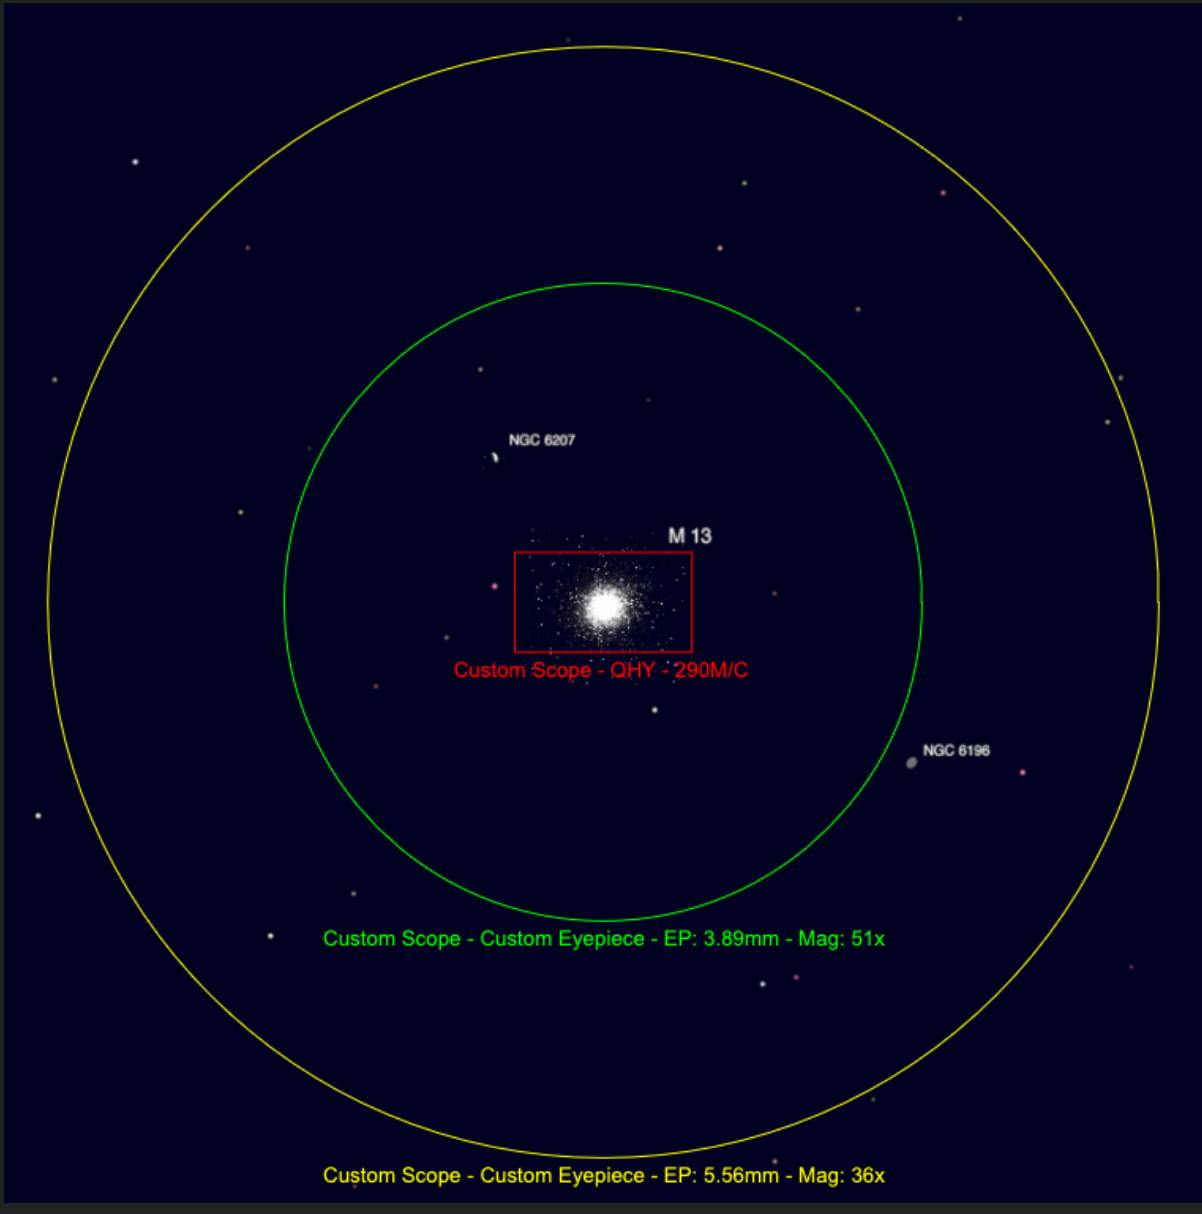 NGC 6207
M 13
Custom Scope - QHY - 290M/C
NGC 6196
Custom Scope - Custom Eyepiece - EP: 3.89mm - Mag: 51x
Custom Scope - Custom Eyepiece - EP: 5.56mm - Mag: 36x